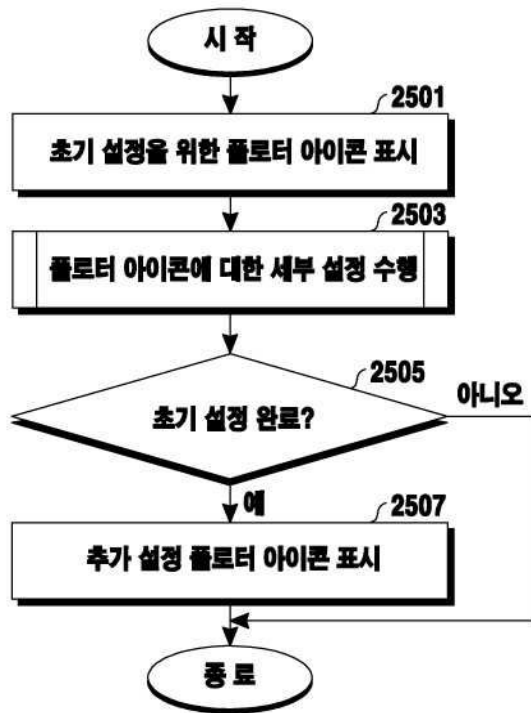 시 작
2501
초기 설정을 위한 플로터 아이콘 표시
2503
플로터 아이콘에 대한 세부 설정 수행
2505
초기 설정 완료?
아니오
예
2507
추가 설정 플로터 아이콘 표시
종 료